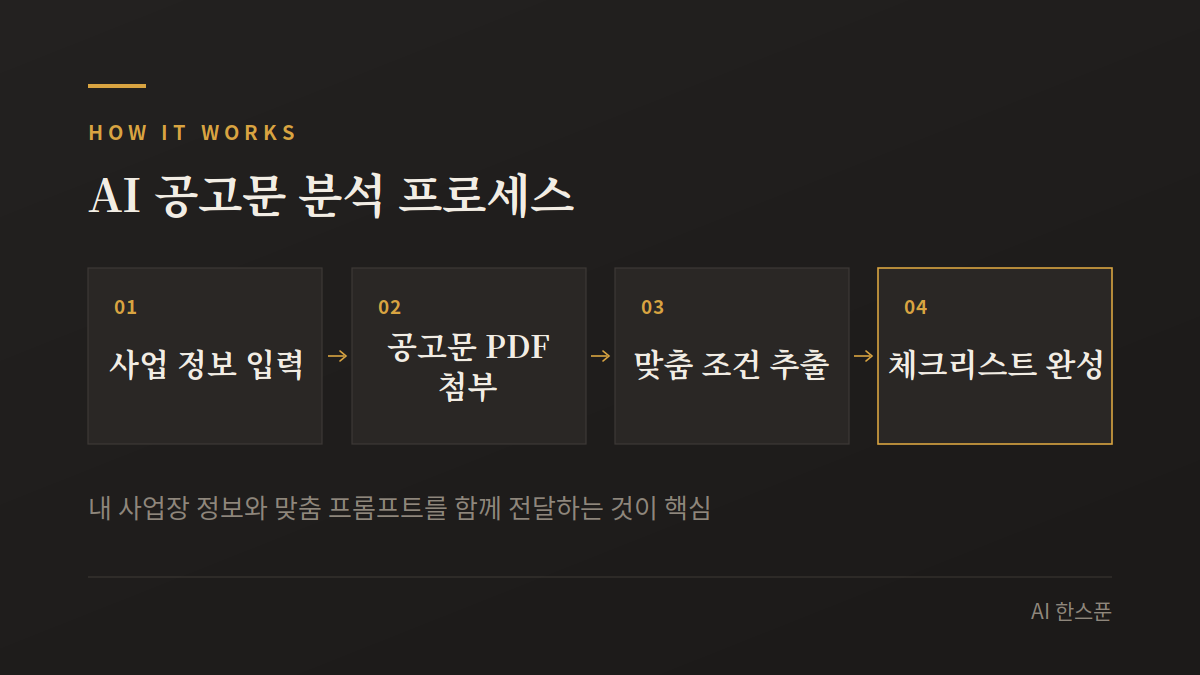 HOW IT WORKS
AI 공고문 분석 프로세스
01
사업 정보 입력
→
02
공고문 PDF
첨부
→
03
맞춤 조건 추출
→
04
체크리스트 완성
내 사업장 정보와 맞춤 프롬프트를 함께 전달하는 것이 핵심
AI 한스푼